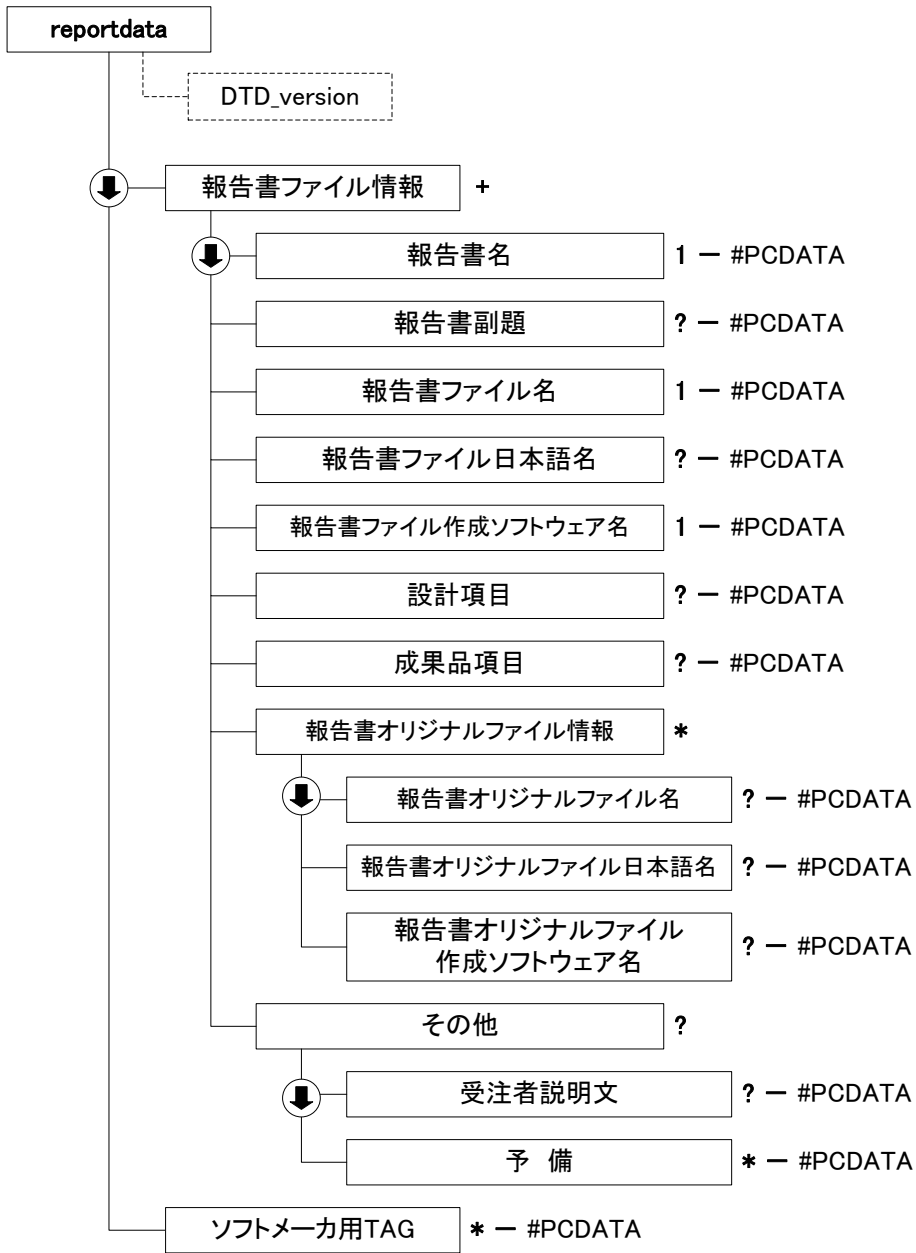 reportdata
DTD_version
報告書ファイル情報 +
報告書名 1 ー #PCDATA
報告書副題 ? ー #PCDATA
報告書ファイル名 1 ー #PCDATA
報告書ファイル日本語名 ? ー #PCDATA
報告書ファイル作成ソフトウェア名 1 ー #PCDATA
設計項目 ? ー #PCDATA
成果品項目 ? ー #PCDATA
報告書オリジナルファイル情報 *
報告書オリジナルファイル名 ? ー #PCDATA
報告書オリジナルファイル日本語名 ? ー #PCDATA
報告書オリジナルファイル
作成ソフトウェア名 ? ー #PCDATA
その他 ?
受注者説明文 ? ー #PCDATA
予 備 * ー #PCDATA
ソフトメーカ用TAG * ー #PCDATA